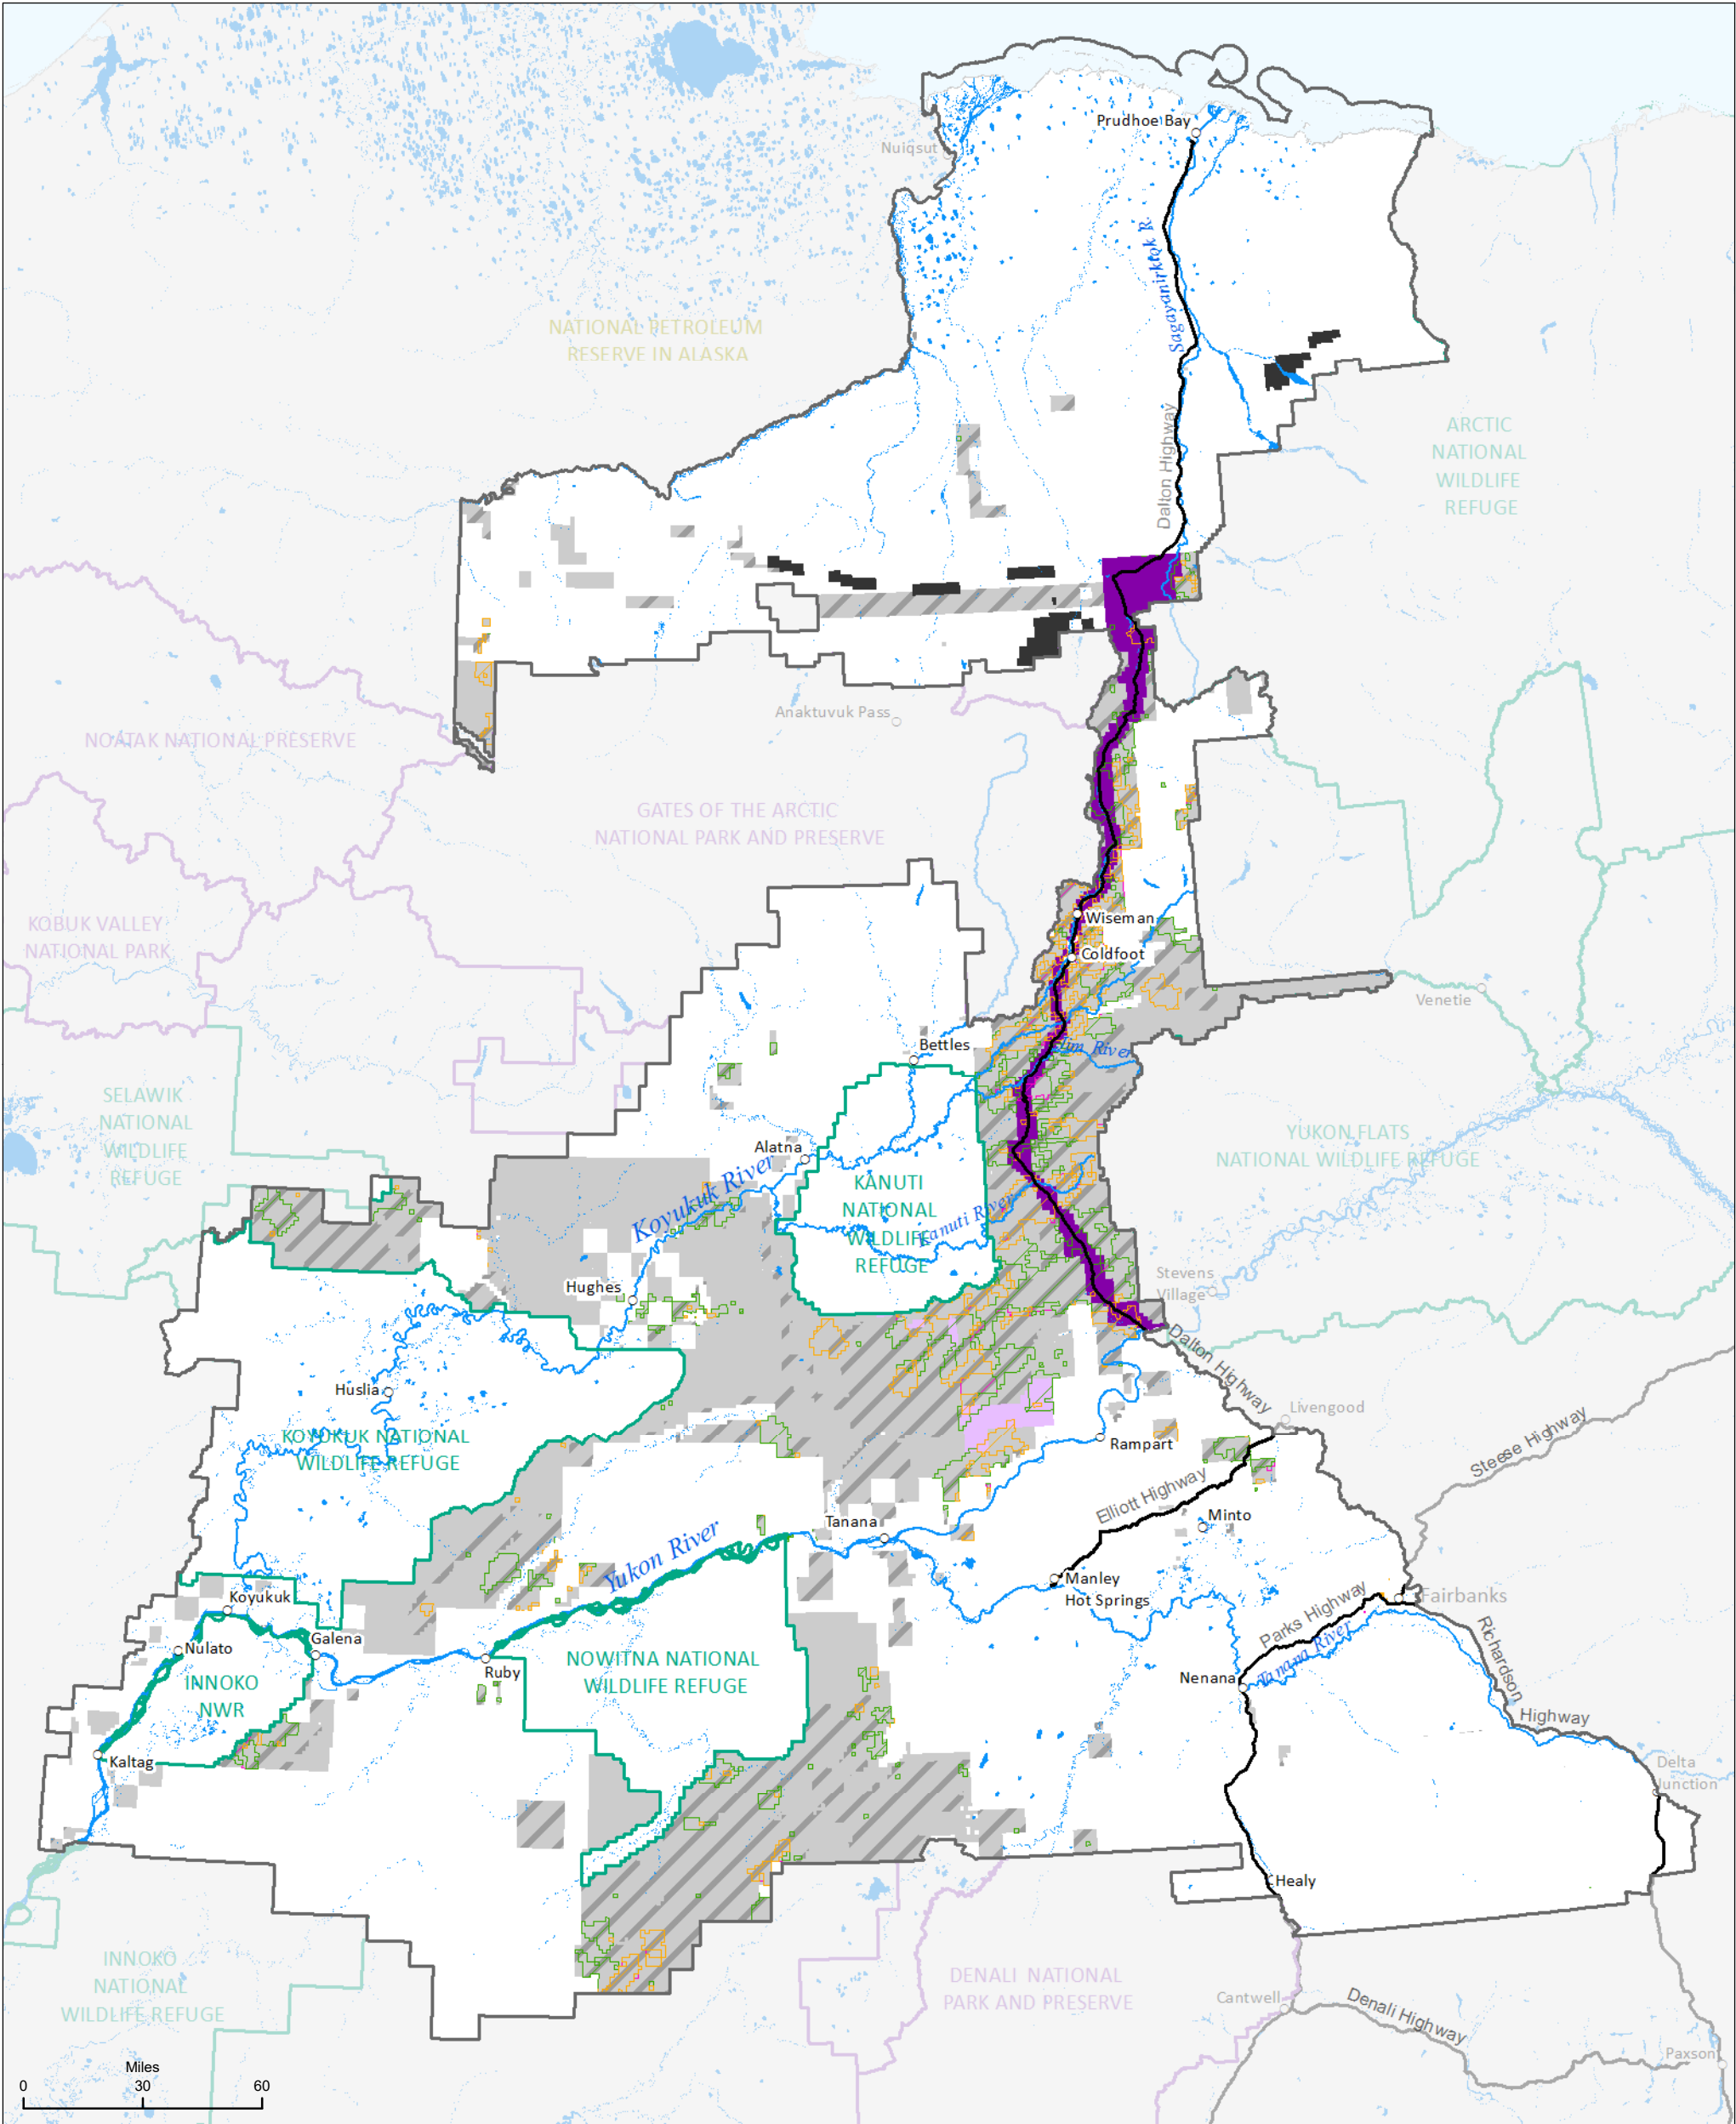 Prudhoe Bay
Nuiqsut
Sagavanirktok R.
NATIONAL PETROLEUM
RESERVE IN ALASKA
Dalton Highway
ARCTIC
NATIONAL
WILDLIFE
REFUGE
Anaktuvuk Pass
NOATAK NATIONAL PRESERVE
GATES OF THE ARCTIC
NATIONAL PARK AND PRESERVE
KOBUK VALLEY
NATIONAL PARK
Wiseman
Coldfoot
Venetie
Bettles
Jim River
SELAWIK
NATIONAL
WILDLIFE
REFUGE
YUKON FLATS
NATIONAL WILDLIFE REFUGE
Alatna
Koyukuk River
KANUTI
NATIONAL
WILDLIFE
REFUGE
Kanuti River
Hughes
Stevens
Village
Dalton Highway
Huslia
Livengood
KOYUKUK NATIONAL
WILDLIFE REFUGE
Rampart
Steese Highway
Elliott Highway
Minto
Tanana
Yukon River
Manley
Hot Springs
Koyukuk
Parks Highway
Fairbanks
Nulato
Galena
Tanana River
Richardson
Highway
INNOKO
NWR
Ruby
NOWITNA NATIONAL
WILDLIFE REFUGE
Nenana
Kaltag
Delta
Junction
Healy
INNOKO
NATIONAL
WILDLIFE REFUGE
DENALI NATIONAL
PARK AND PRESERVE
Cantwell
Denali Highway
Paxson
Miles
0 30 60